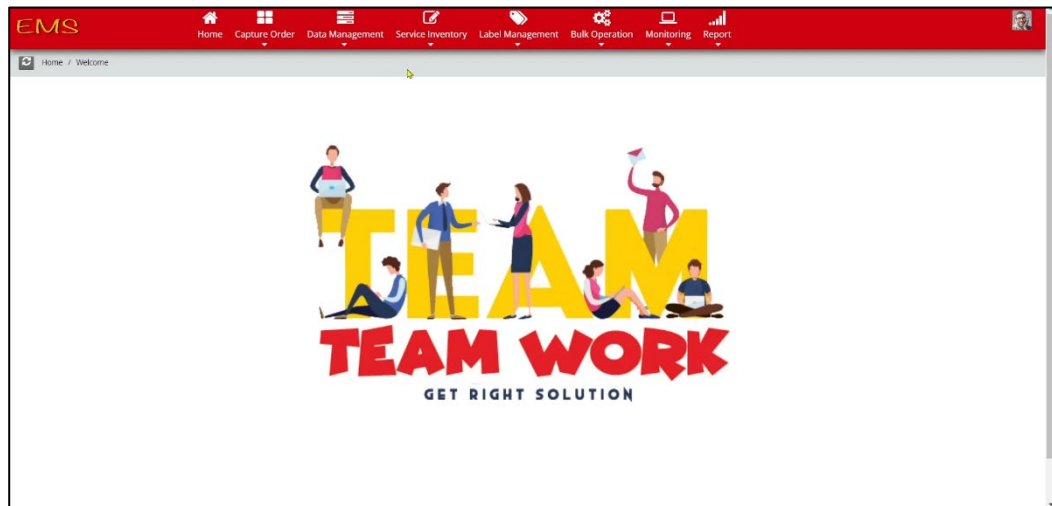 EMS
Home Capture Order Data Management Service Inventory Label Management Bulk Operation Monitoring Report
Home / Welcome
TEAM
TEAM WORK
GET RIGHT SOLUTION